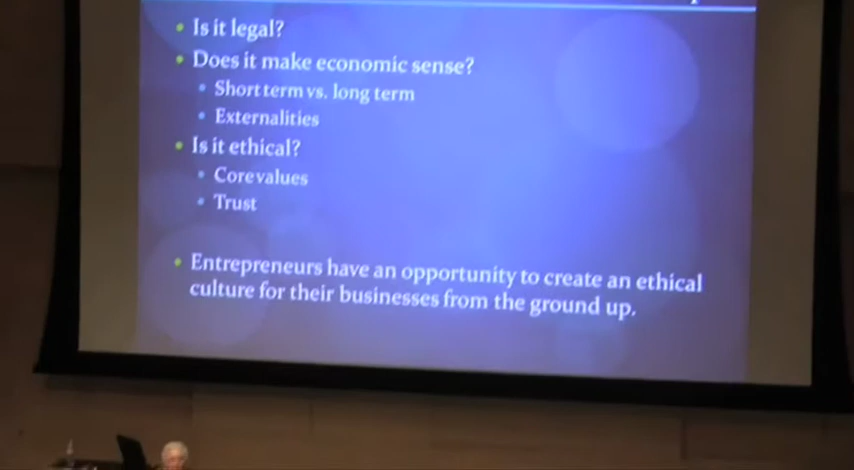 Is it legal?
Does it make economic sense?
Short term vs. long term
Externalities
Is it ethical?
Core values
Trust
Entrepreneurs have an opportunity to create an ethical
culture for their businesses from the ground up.